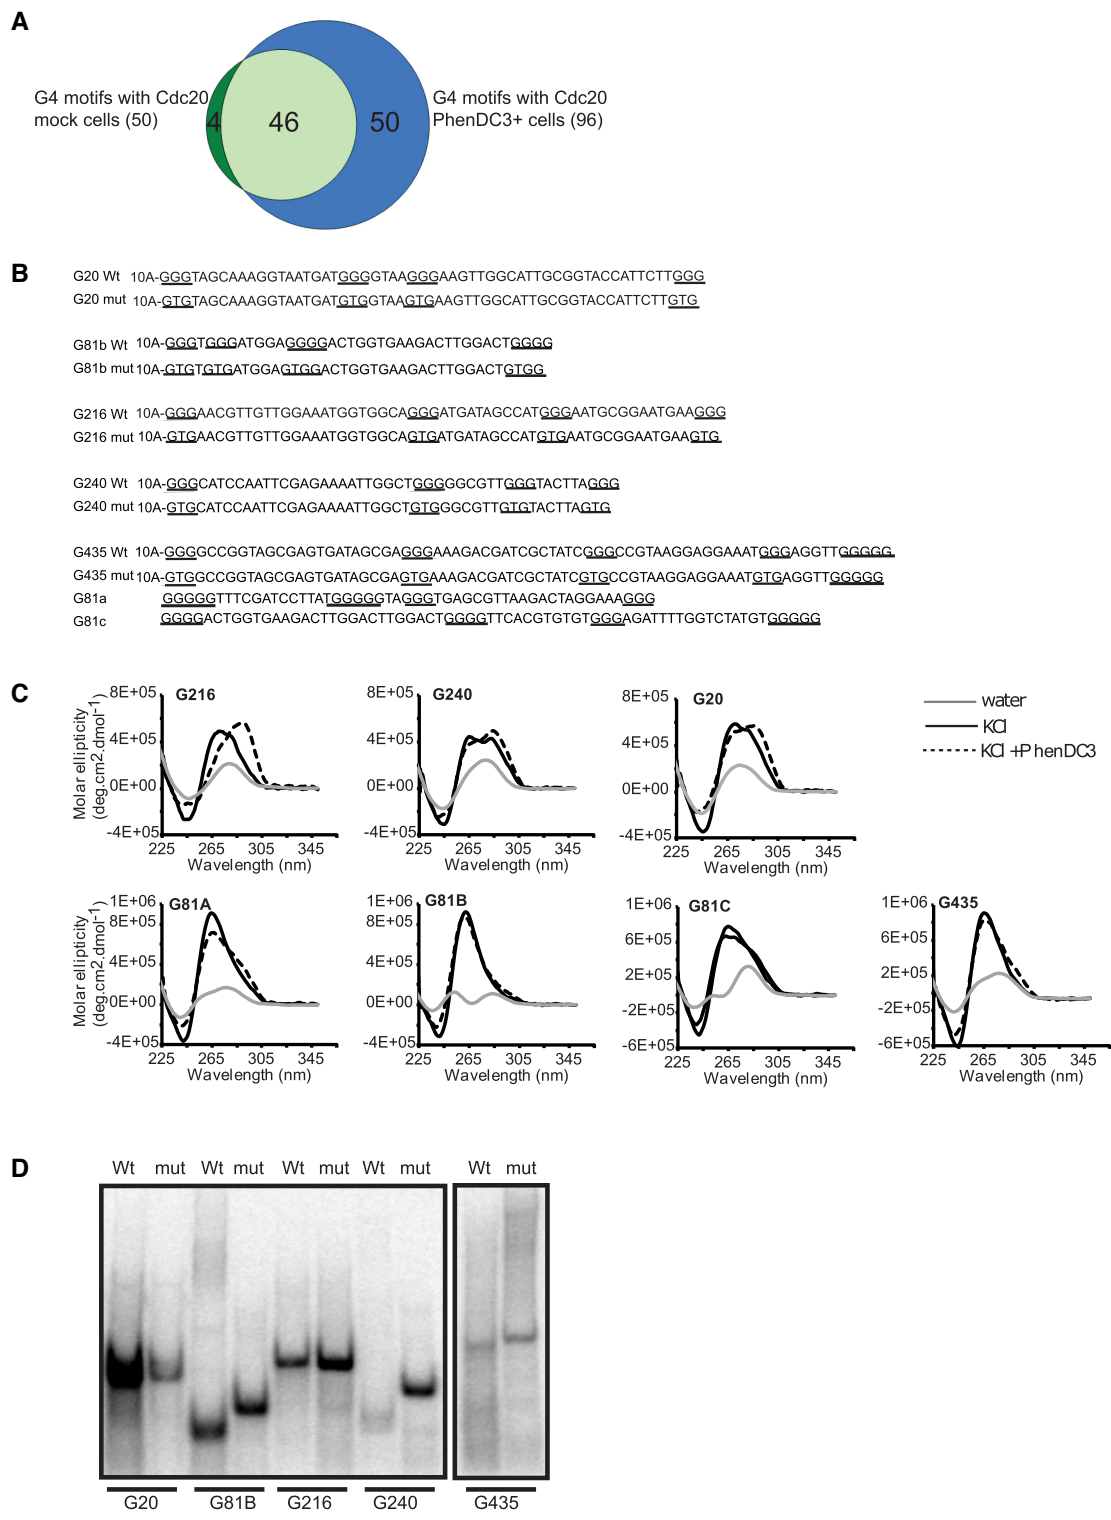 A
G4 motifs with Cdc20
mock cells (50)
4
46
50
G4 motifs with Cdc20
PhenDC3+ cells (96)
B
G20 Wt 10A-GGGTAGCAAAGGTAATGATGGGGTAAGGGAAGTTGGCATTGCGGTACCATTCTTGGG
G20 mut 10A-GTGTAGCAAAGGTAATGATGTGGTAAGTGAAGTTGGCATTGCGGTACCATTCTTGTG
G81b Wt 10A-GGGTGGGATGGAGGGGACTGGTGAAGACTTGGACTGGGG
G81b mut 10A-GTGTGTGATGGAGTGGACTGGTGAAGACTTGGACTGTGG
G216 Wt 10A-GGGAACGTTGTTGGAAATGGTGGCAGGGATGATAGCCATGGGAATGCGGAATGAAGGG
G216 mut 10A-GTGAACGTTGTTGGAAATGGTGGCAGTGATGATAGCCATGTGAATGCGGAATGAAGTG
G240 Wt 10A-GGGCATCCAATTCGAGAAAATTGGCTGGGGGCGTTGGGTACTTAGGG
G240 mut 10A-GTGCATCCAATTCGAGAAAATTGGCTGTGGGCGTTGTGTACTTAGTG
G435 Wt 10A-GGGGCCGGTAGCGAGTGATAGCGAGGGAAAGACGATCGCTATCGGGCCGTAAGGAGGAAATGGGAGGTTGGGGG
G435 mut 10A-GTGGCCGGTAGCGAGTGATAGCGAGTGAAAGACGATCGCTATCGTGCCGTAAGGAGGAAATGTGAGGTTGGGGG
G81a GGGGGTTTCGATCCTTATGGGGGTAGGGTGAGCGTTAAGACTAGGAAAGGG
G81c GGGGACTGGTGAAGACTTGGACTTGGACTGGGGTTCACGTGTGTGGGAGATTTTGGTCTATGTGGGGG
C
Molar ellipticity
(deg.cm2.dmol-1)
8E+05
4E+05
0E+00
-4E+05
G216
225 265 305 345
Wavelength (nm)
8E+05
4E+05
0E+00
-4E+05
G240
225 265 305 345
Wavelength (nm)
8E+05
4E+05
0E+00
-4E+05
G20
225 265 305 345
Wavelength (nm)
water
KCl
KCl +PhenDC3
Molar ellipticity
(deg.cm2.dmol-1)
1E+06
8E+05
4E+05
0E+00
-4E+05
G81A
225 265 305 345
Wavelength (nm)
1E+06
8E+05
4E+05
0E+00
-4E+05
G81B
225 265 305 345
Wavelength (nm)
1E+06
6E+05
2E+05
-2E+05
-6E+05
G81C
225 265 305 345
Wavelength (nm)
1E+06
6E+05
2E+05
-2E+05
-6E+05
G435
225 265 305 345
Wavelength (nm)
D
Wt mut Wt mut Wt mut Wt mut Wt mut
G20 G81B G216 G240 G435